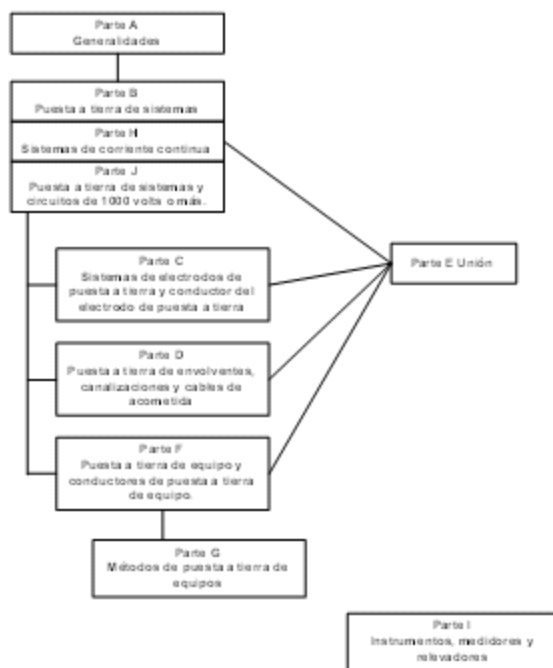 Parte A
Generalidades
Parte B
Puesta a tierra de sistemas
Parte H
Sistemas de corriente continua
Parte J
Puesta a tierra de sistemas y
circuitos de 1000 volts o más.
Parte C
Sistemas de electrodos de
puesta a tierra y conductor del
electrodo de puesta a tierra
Parte E Unión
Parte D
Puesta a tierra de envolventes,
canalizaciones y cables de
acometida
Parte F
Puesta a tierra de equipo y
conductores de puesta a tierra
de equipo.
Parte G
Métodos de puesta a tierra de
equipos
Parte I
Instrumentos, medidores y
relevadores